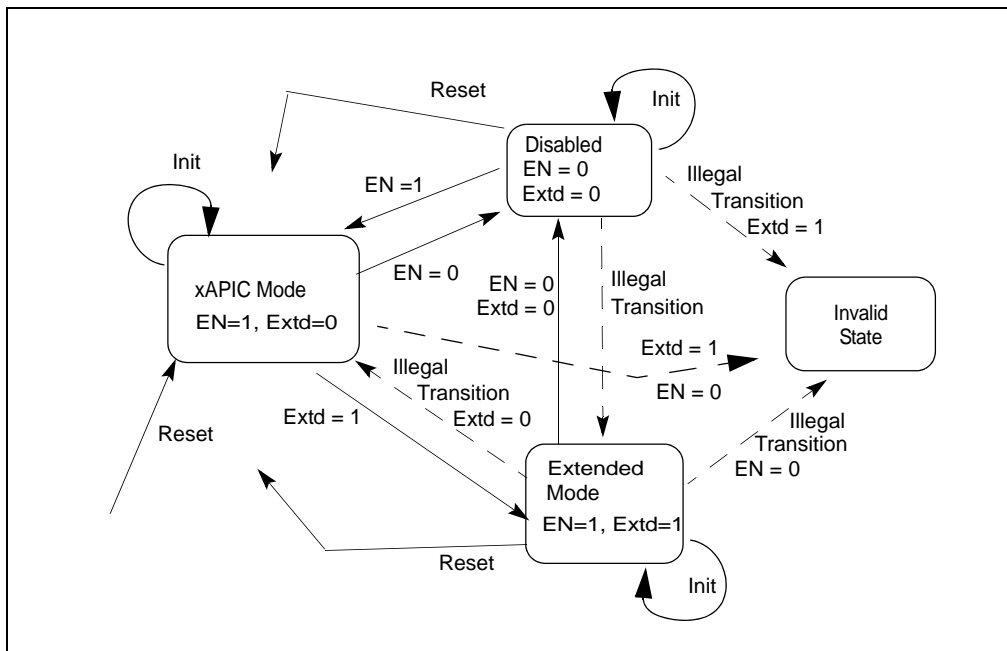 Reset
Init
Disabled
EN = 0
Extd = 0
Illegal
Transition
Extd = 1
Init
EN =1
EN = 0
xAPIC Mode
EN=1, Extd=0
EN = 0
Extd = 0
Illegal
Transition
Invalid
State
Extd = 1
EN = 0
Illegal
Transition
Extd = 0
Extd = 1
Reset
Illegal
Transition
EN = 0
Extended
Mode
EN=1, Extd=1
Reset
Init